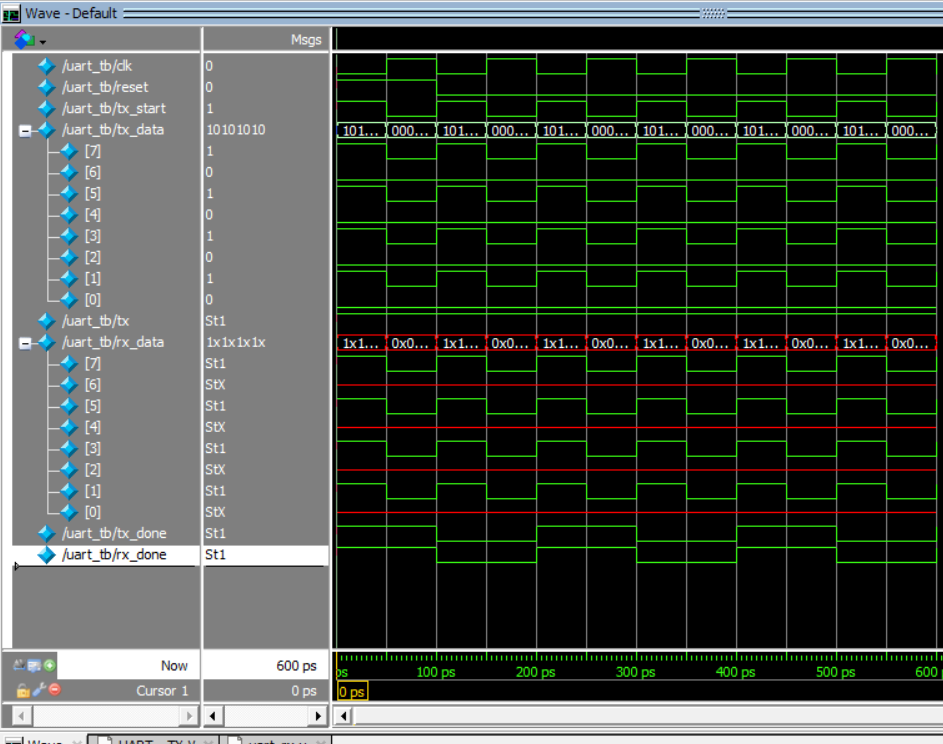 Wave - Default
Msgs
/uart_tb/clk 0
/uart_tb/reset 0
/uart_tb/tx_start 1
/uart_tb/tx_data 10101010 101... 000... 101... 000... 101... 000... 101... 000... 101... 000... 101... 000...
[7] 1
[6] 0
[5] 1
[4] 0
[3] 1
[2] 0
[1] 1
[0] 0
/uart_tb/tx St1
/uart_tb/rx_data 1x1x1x1x 1x1... 0x0... 1x1... 0x0... 1x1... 0x0... 1x1... 0x0... 1x1... 0x0... 1x1... 0x0...
[7] St1
[6] StX
[5] St1
[4] StX
[3] St1
[2] StX
[1] St1
[0] StX
/uart_tb/tx_done St1
/uart_tb/rx_done St1
Now 600 ps ps 100 ps 200 ps 300 ps 400 ps 500 ps 600
Cursor 1 0 ps 0 ps